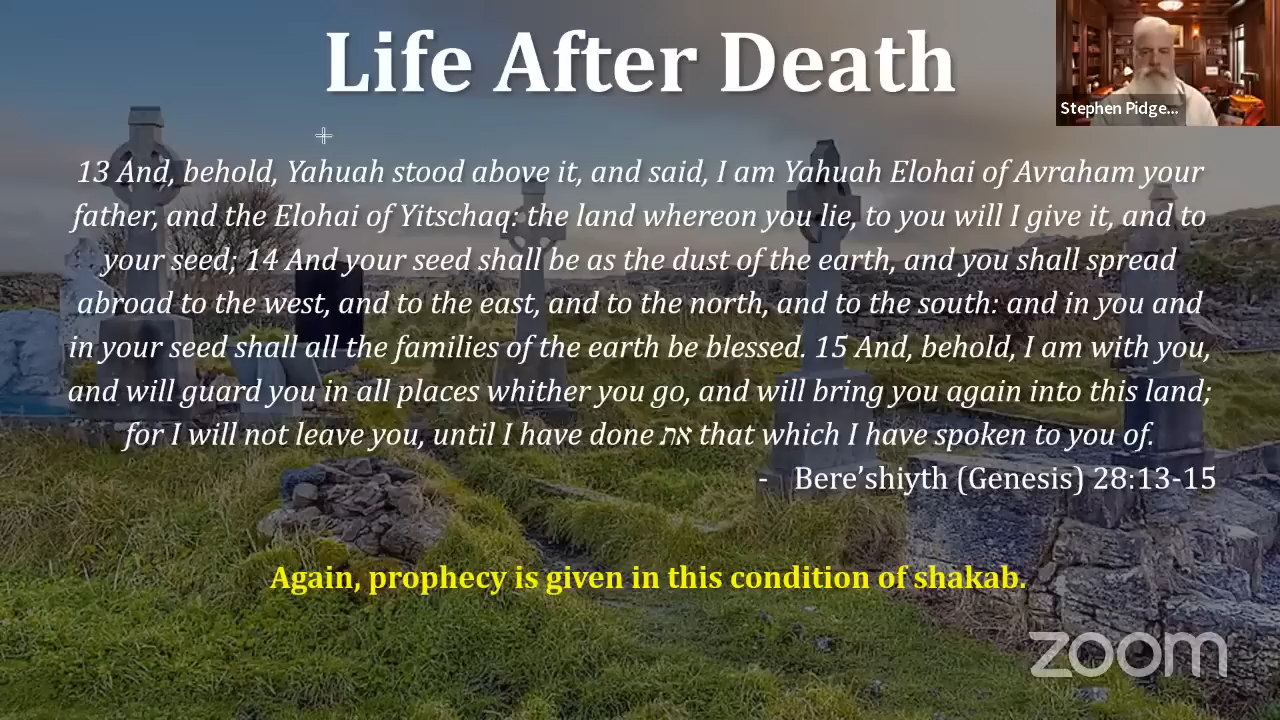 Life After Death
Stephen Pidge...
13 And, behold, Yahuah stood above it, and said, I am Yahuah Elohai of Avraham your
father, and the Elohai of Yitschaq: the land whereon you lie, to you will I give it, and to
your seed; 14 And your seed shall be as the dust of the earth, and you shall spread
abroad to the west, and to the east, and to the north, and to the south: and in you and
in your seed shall all the families of the earth be blessed. 15 And, behold, I am with you,
and will guard you in all places whither you go, and will bring you again into this land;
for I will not leave you, until I have done את that which I have spoken to you of.
- Bere’shiyth (Genesis) 28:13-15
Again, prophecy is given in this condition of shakab.
zoom